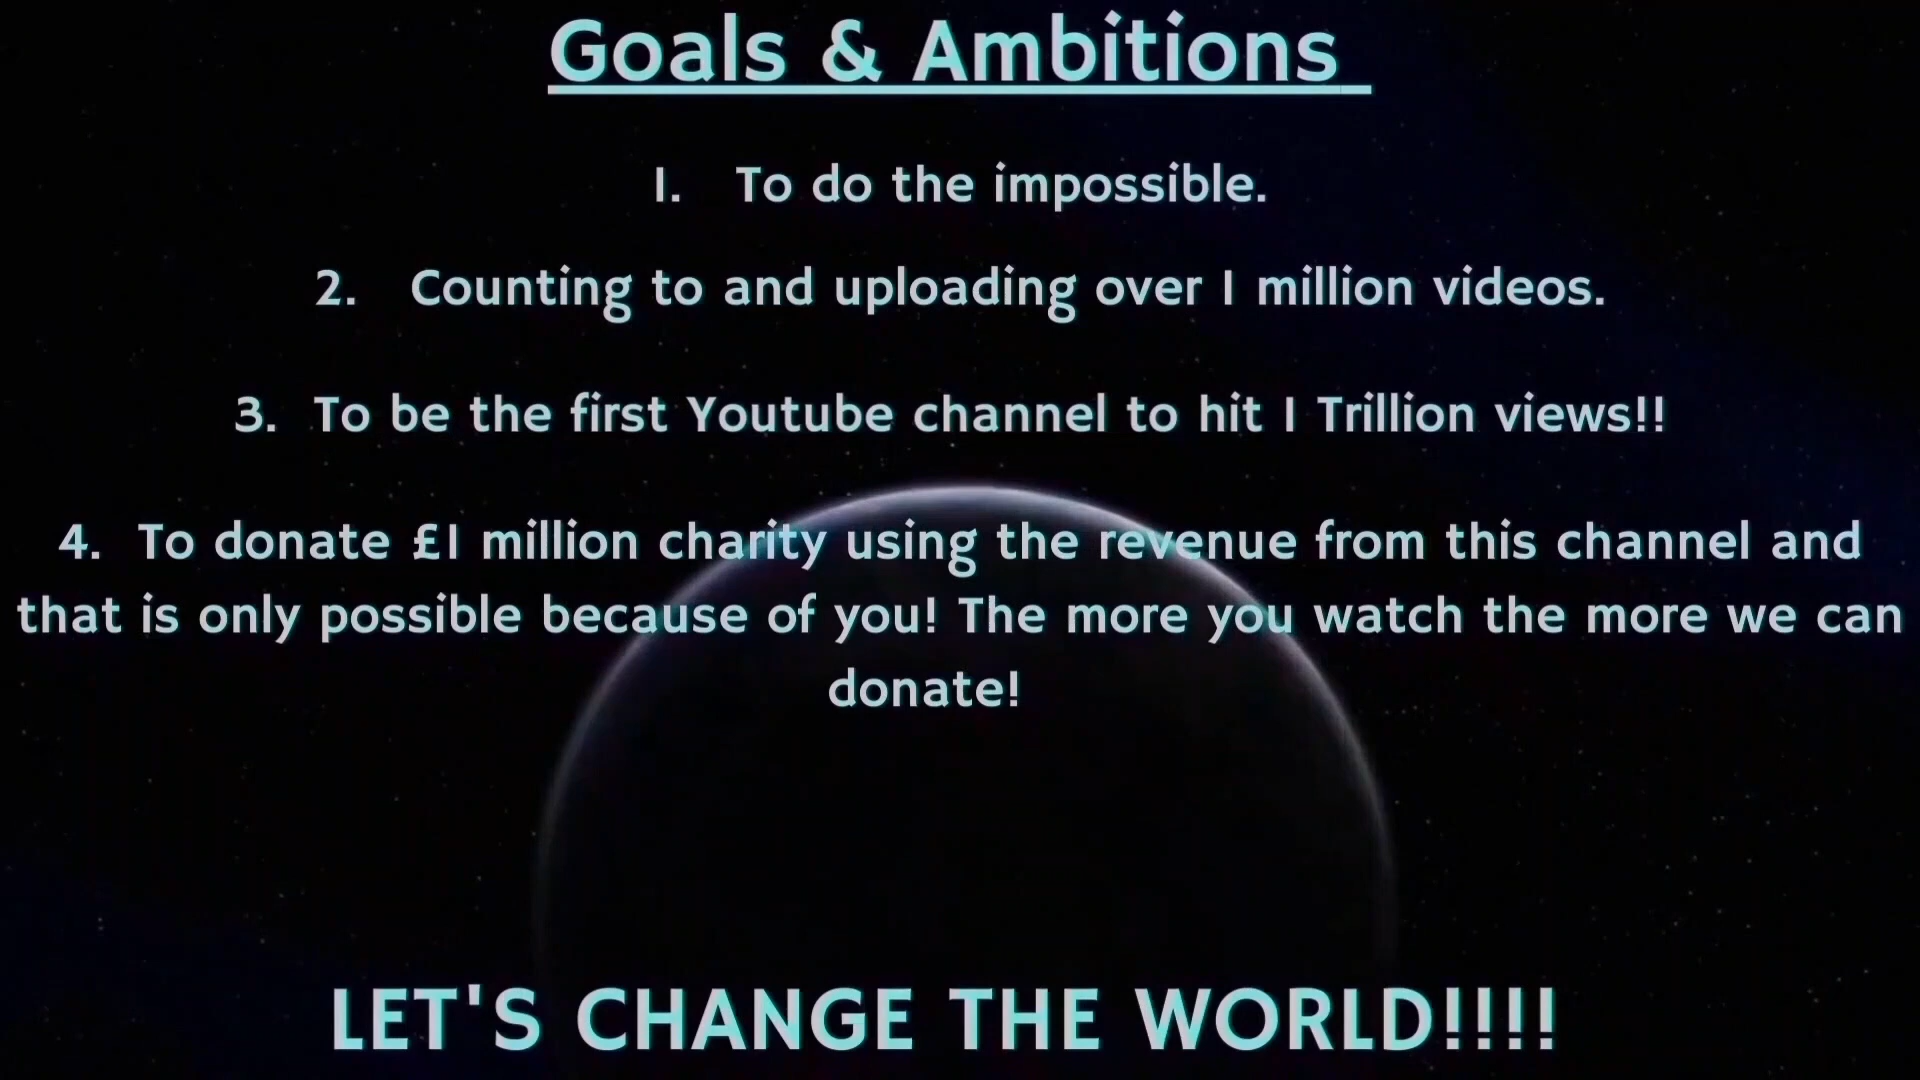 Goals & Ambitions
1. To do the impossible.
2. Counting to and uploading over 1 million videos.
3. To be the first Youtube channel to hit 1 Trillion views!!
4. To donate £1 million charity using the revenue from this channel and
that is only possible because of you! The more you watch the more we can
donate!
LET'S CHANGE THE WORLD!!!!